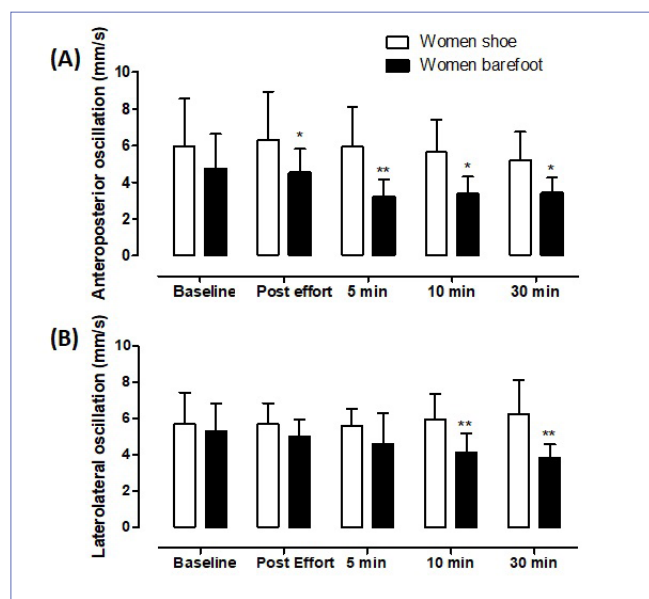 (A)
Women shoe
Women barefoot
Anteroposterior oscillation (mm/s)
10
8
6
4
2
0
*
**
*
*
Baseline Post effort 5 min 10 min 30 min
(B)
Laterolateral oscillation (mm/s)
10
8
6
4
2
0
**
**
Baseline Post Effort 5 min 10 min 30 min